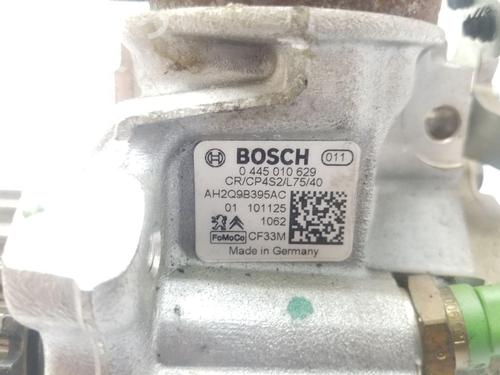 BOSCH 011
0 445 010 629
CR/CP4S2/L75/40
AH2Q9B395AC
01 101125
1062
FoMoCo CF33M
Made in Germany